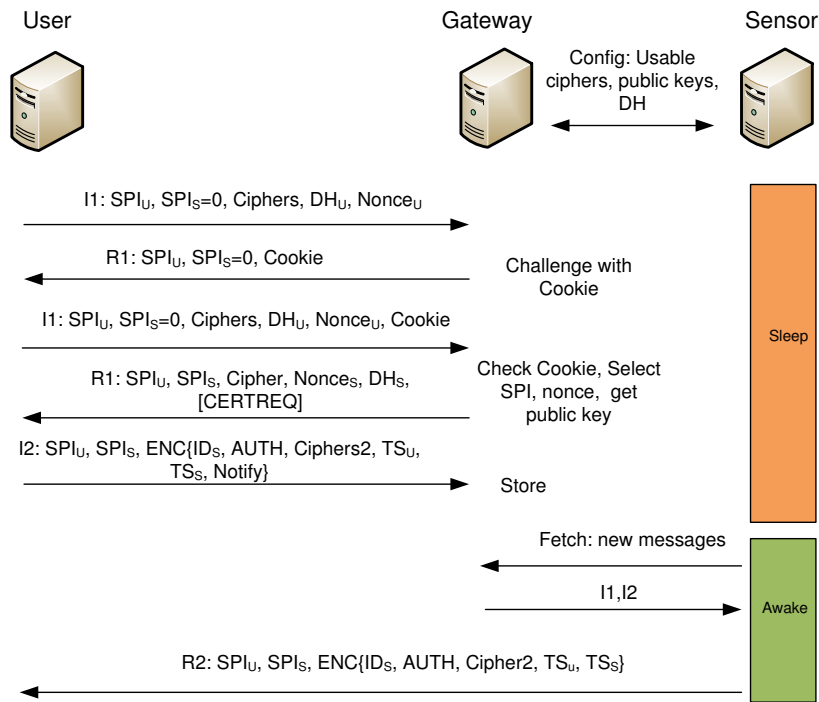 User
Gateway
Sensor
Config: Usable
ciphers, public keys,
DH
I1: SPIU, SPIS=0, Ciphers, DHU, NonceU
R1: SPIU, SPIS=0, Cookie
Challenge with
Cookie
I1: SPIU, SPIS=0, Ciphers, DHU, NonceU, Cookie
Sleep
R1: SPIU, SPIS, Cipher, NonceS, DHS,
[CERTREQ]
Check Cookie, Select
SPI, nonce, get
public key
I2: SPIU, SPIS, ENC{IDS, AUTH, Ciphers2, TSU,
TSS, Notify}
Store
Fetch: new messages
I1,I2
Awake
R2: SPIU, SPIS, ENC{IDS, AUTH, Cipher2, TSu, TSS}